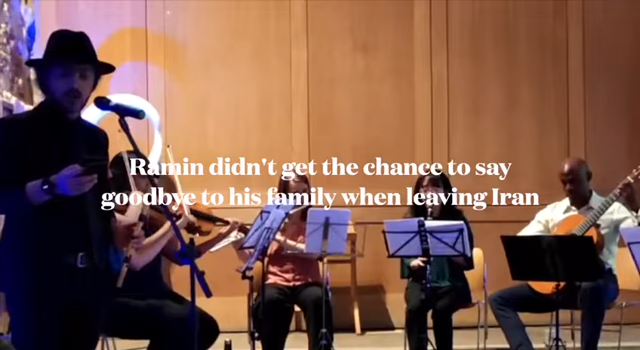 Ramin didn't get the chance to say
goodbye to his family when leaving Iran